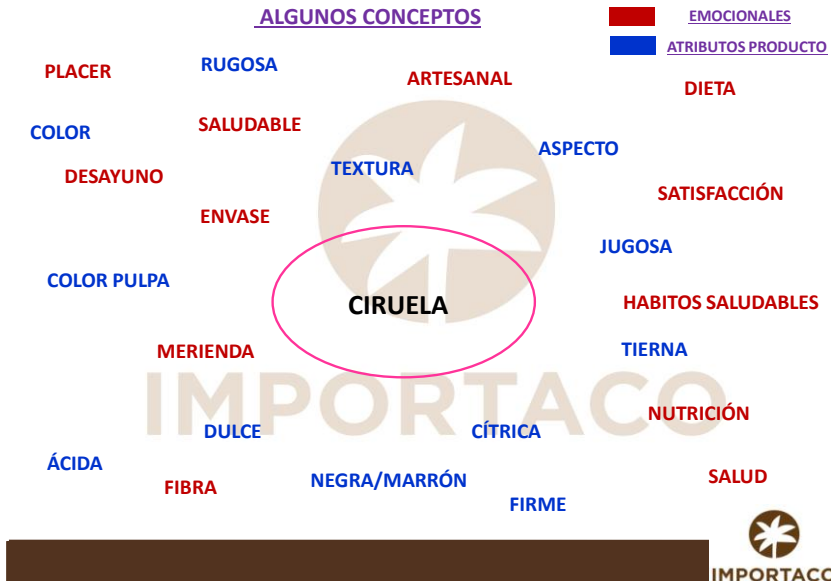 ALGUNOS CONCEPTOS
EMOCIONALES
ATRIBUTOS PRODUCTO
PLACER
RUGOSA
ARTESANAL
DIETA
COLOR
SALUDABLE
TEXTURA
ASPECTO
DESAYUNO
SATISFACCIÓN
ENVASE
JUGOSA
COLOR PULPA
CIRUELA
HABITOS SALUDABLES
MERIENDA
TIERNA
IMPORTACO
NUTRICIÓN
DULCE
CÍTRICA
ÁCIDA
FIBRA
NEGRA/MARRÓN
SALUD
FIRME
IMPORTACO